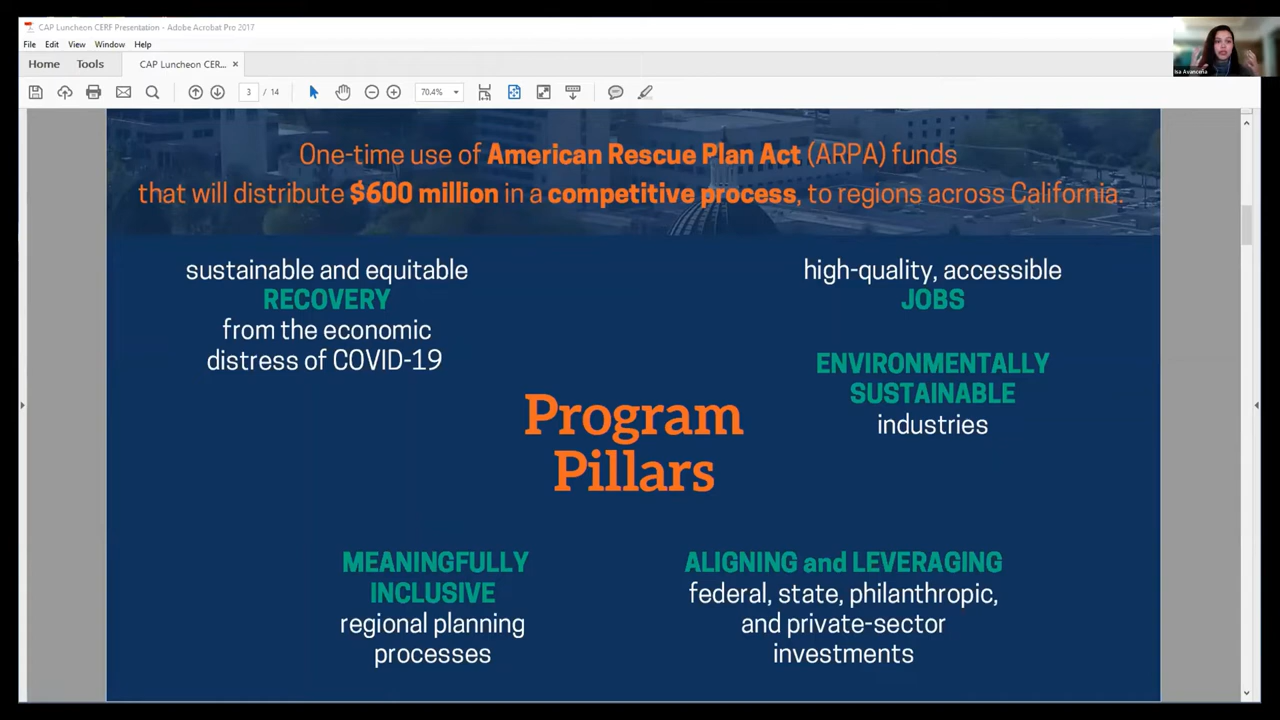 CAP Luncheon CERF Presentation - Adobe Acrobat Pro 2017
File Edit View Window Help
Home Tools CAP Luncheon CER... ×
3 / 14 70.4%
Isa Avancena
One-time use of American Rescue Plan Act (ARPA) funds
that will distribute $600 million in a competitive process, to regions across California.
sustainable and equitable
RECOVERY
from the economic
distress of COVID-19
high-quality, accessible
JOBS
ENVIRONMENTALLY
SUSTAINABLE
industries
Program
Pillars
MEANINGFULLY
INCLUSIVE
regional planning
processes
ALIGNING and LEVERAGING
federal, state, philanthropic,
and private-sector
investments